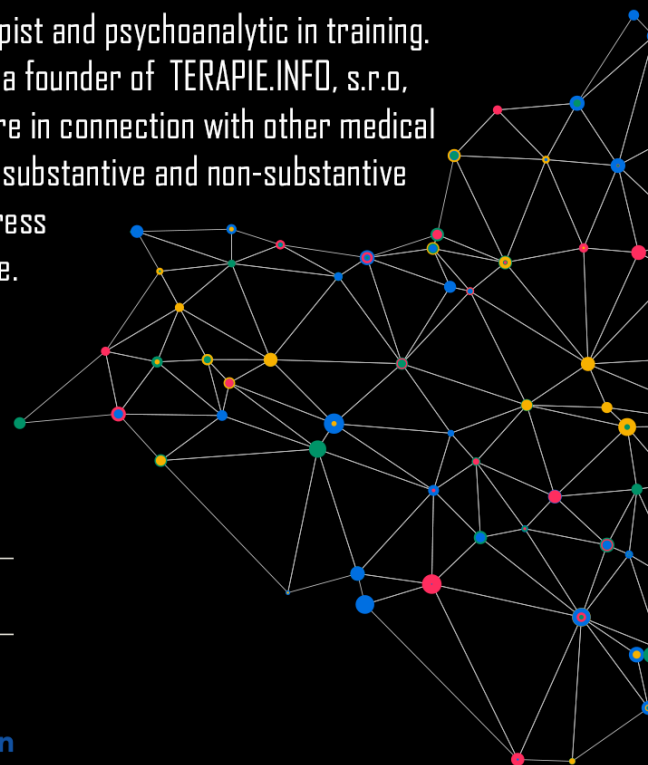 pist and psychoanalytic in training.
a founder of TERAPIE.INFO, s.r.o,
re in connection with other medical
substantive and non-substantive
ress
e.
n